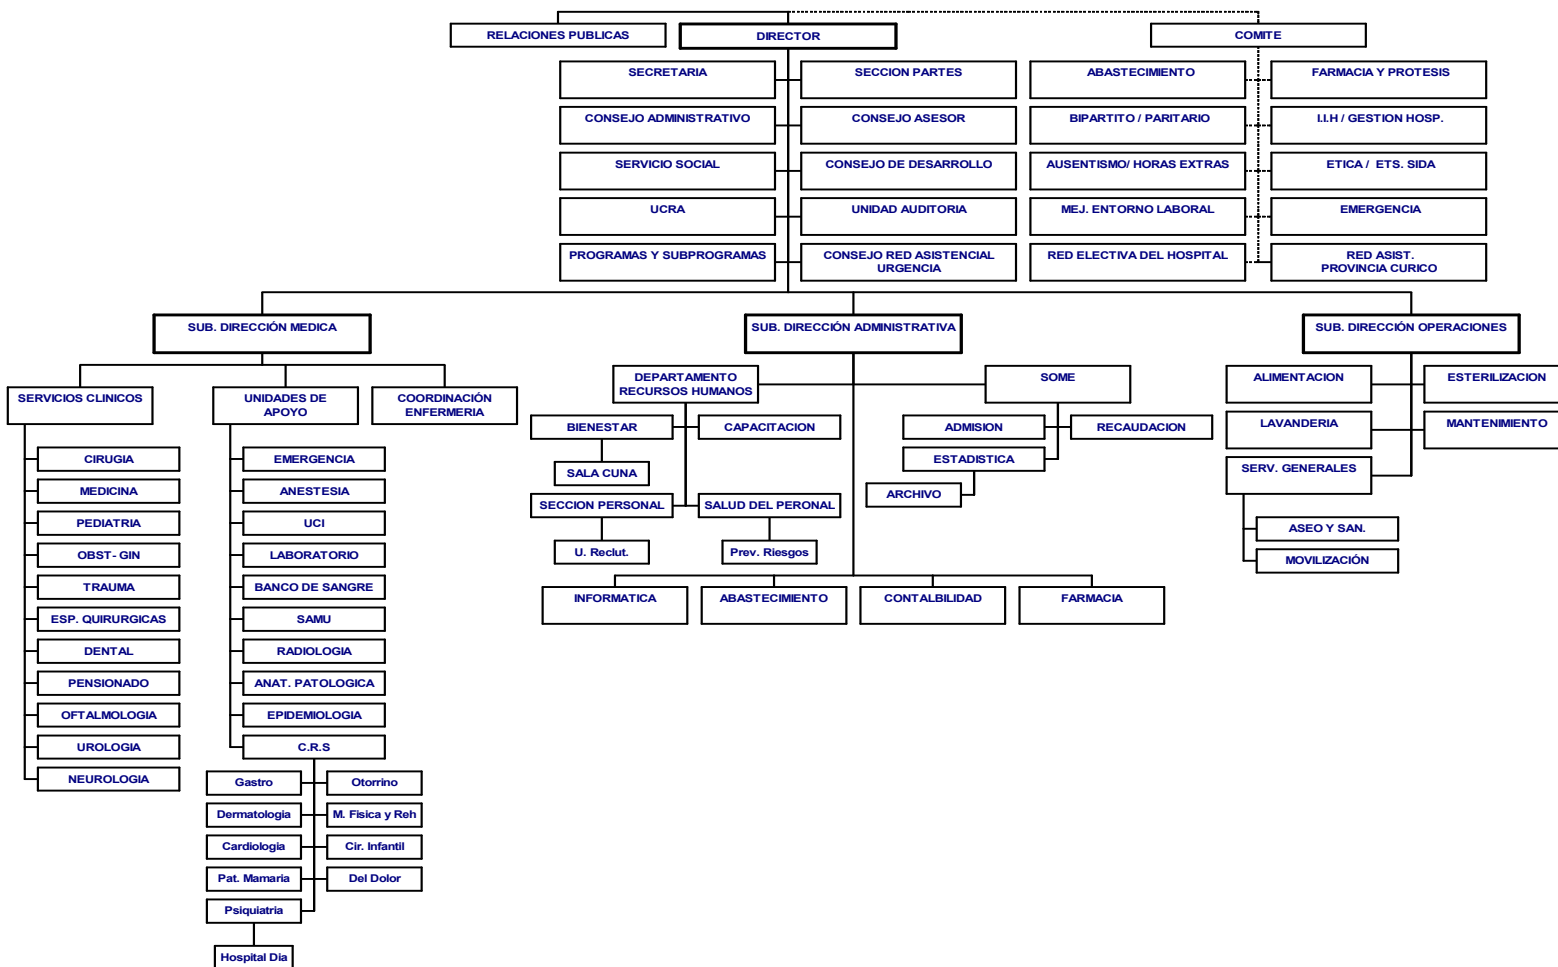 RELACIONES PUBLICAS
DIRECTOR
COMITE
SECRETARIA
SECCION PARTES
ABASTECIMIENTO
FARMACIA Y PROTESIS
CONSEJO ADMINISTRATIVO
CONSEJO ASESOR
BIPARTITO / PARITARIO
I.I.H / GESTION HOSP.
SERVICIO SOCIAL
CONSEJO DE DESARROLLO
AUSENTISMO/ HORAS EXTRAS
ETICA / ETS. SIDA
UCRA
UNIDAD AUDITORIA
MEJ. ENTORNO LABORAL
EMERGENCIA
PROGRAMAS Y SUBPROGRAMAS
CONSEJO RED ASISTENCIAL
URGENCIA
RED ELECTIVA DEL HOSPITAL
RED ASIST.
PROVINCIA CURICO
SUB. DIRECCIÓN MEDICA
SUB. DIRECCIÓN ADMINISTRATIVA
SUB. DIRECCIÓN OPERACIONES
SERVICIOS CLINICOS
UNIDADES DE
APOYO
COORDINACIÓN
ENFERMERIA
CIRUGIA
MEDICINA
PEDIATRIA
OBST- GIN
TRAUMA
ESP. QUIRURGICAS
DENTAL
PENSIONADO
OFTALMOLOGIA
UROLOGIA
NEUROLOGIA
EMERGENCIA
ANESTESIA
UCI
LABORATORIO
BANCO DE SANGRE
SAMU
RADIOLOGIA
ANAT. PATOLOGICA
EPIDEMIOLOGIA
C.R.S
Gastro
Otorrino
Dermatologia
M. Fisica y Reh
Cardiologia
Cir. Infantil
Pat. Mamaria
Del Dolor
Psiquiatria
Hospital Dia
DEPARTAMENTO
RECURSOS HUMANOS
SOME
BIENESTAR
CAPACITACION
SALA CUNA
SECCION PERSONAL
SALUD DEL PERONAL
U. Reclut.
Prev. Riesgos
ADMISION
RECAUDACION
ESTADISTICA
ARCHIVO
INFORMATICA
ABASTECIMIENTO
CONTALBILIDAD
FARMACIA
ALIMENTACION
ESTERILIZACION
LAVANDERIA
MANTENIMIENTO
SERV. GENERALES
ASEO Y SAN.
MOVILIZACIÓN